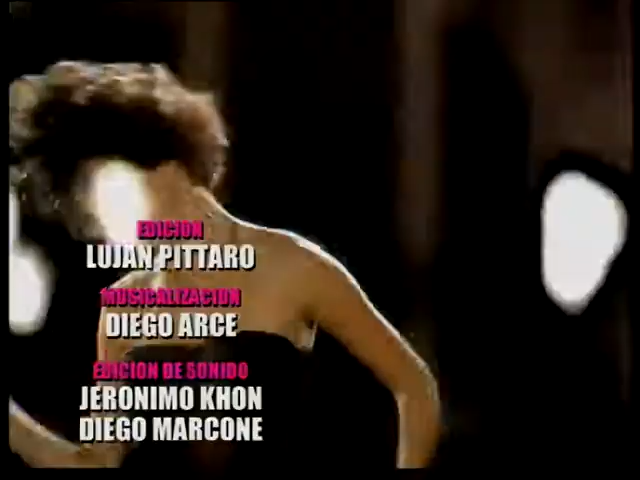 EDICION
LUJAN PITTARO
MUSICALIZACION
DIEGO ARCE
EDICION DE SONIDO
JERONIMO KHON
DIEGO MARCONE